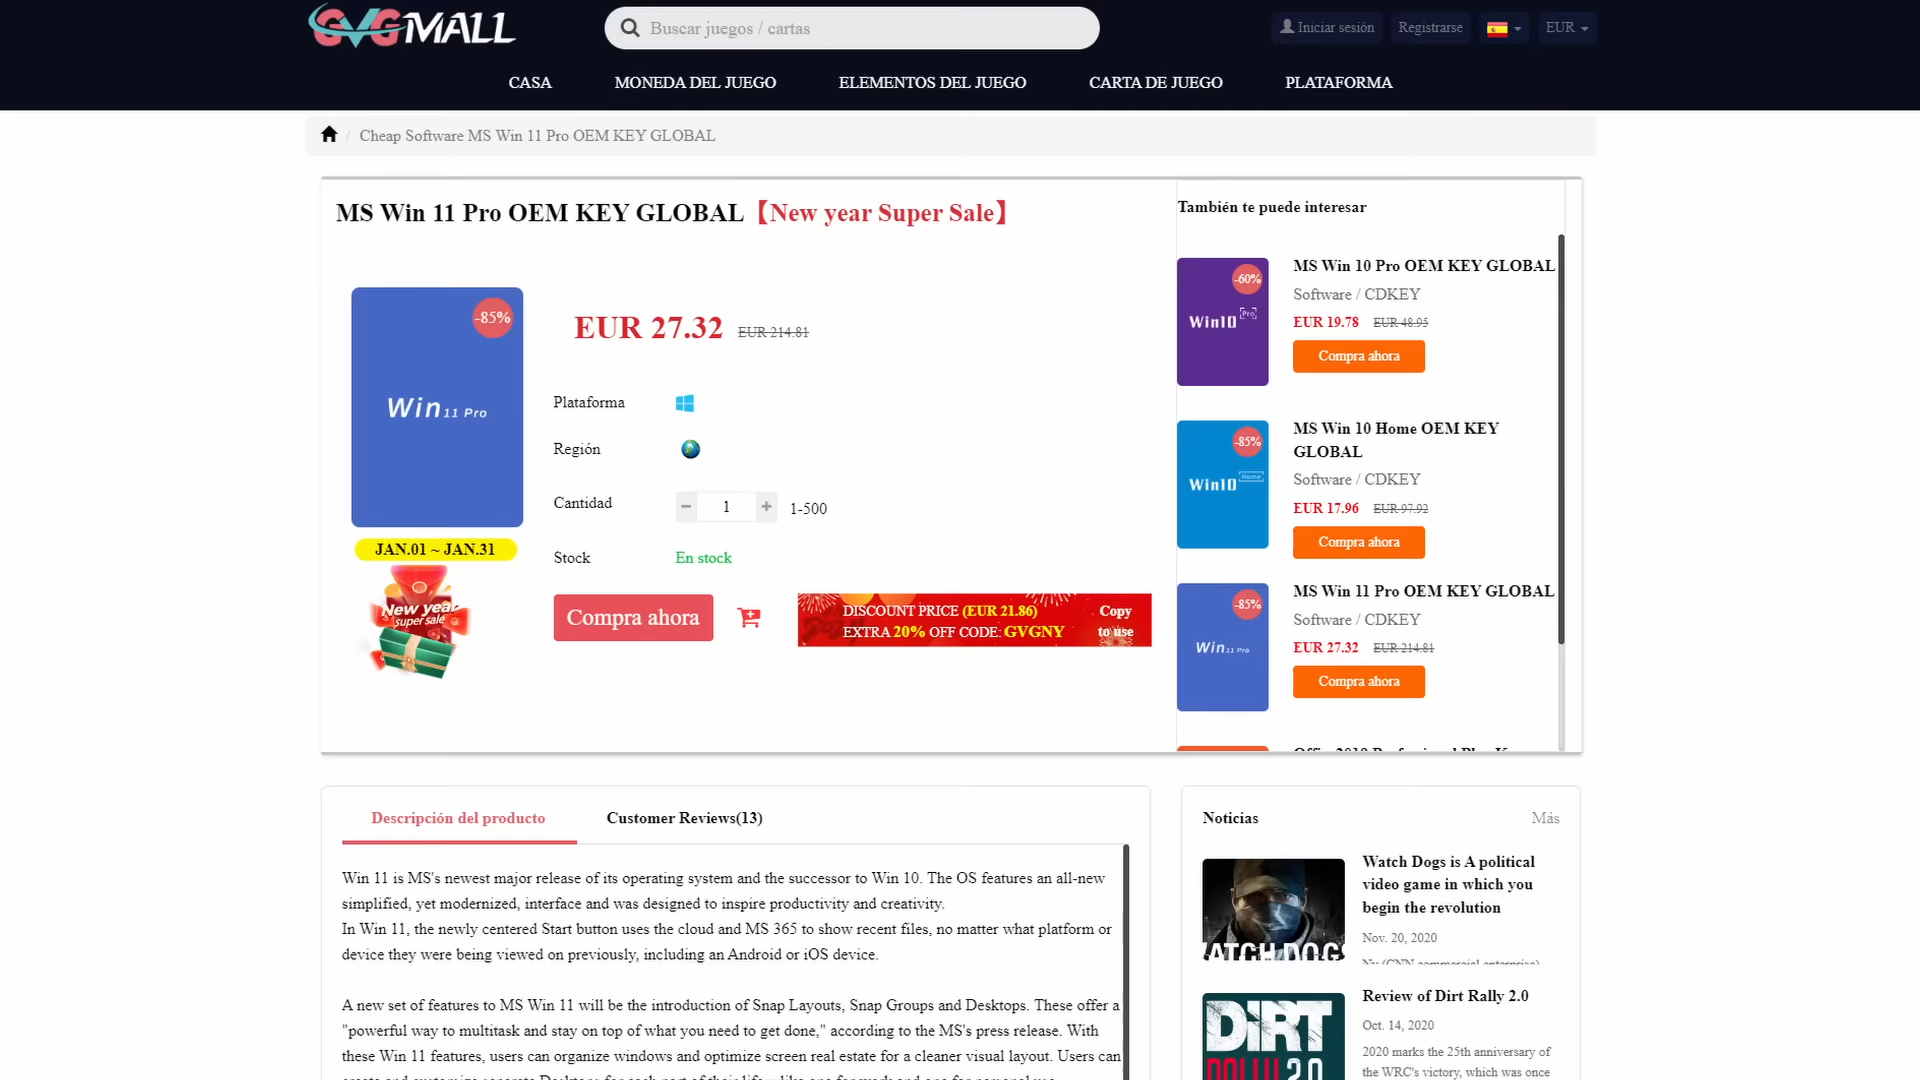 GVGMALL
Buscar juegos / cartas
Iniciar sesión
Registrarse
EUR
CASA
MONEDA DEL JUEGO
ELEMENTOS DEL JUEGO
CARTA DE JUEGO
PLATAFORMA
/ Cheap Software MS Win 11 Pro OEM KEY GLOBAL
MS Win 11 Pro OEM KEY GLOBAL【New year Super Sale】
-85%
Win 11 Pro
JAN.01 ~ JAN.31
New year
super sale
EUR 27.32 EUR 214.81
Plataforma
Región
Cantidad
− 1 + 1-500
Stock
En stock
Compra ahora
DISCOUNT PRICE (EUR 21.86)
EXTRA 20% OFF CODE: GVGNY
Copy
to use
También te puede interesar
-60%
Win10 Pro
MS Win 10 Pro OEM KEY GLOBAL
Software / CDKEY
EUR 19.78 EUR 48.95
Compra ahora
-85%
Win10 Home
MS Win 10 Home OEM KEY
GLOBAL
Software / CDKEY
EUR 17.96 EUR 97.92
Compra ahora
-85%
Win 11 Pro
MS Win 11 Pro OEM KEY GLOBAL
Software / CDKEY
EUR 27.32 EUR 214.81
Compra ahora
Descripción del producto
Customer Reviews(13)
Win 11 is MS's newest major release of its operating system and the successor to Win 10. The OS features an all-new
simplified, yet modernized, interface and was designed to inspire productivity and creativity.
In Win 11, the newly centered Start button uses the cloud and MS 365 to show recent files, no matter what platform or
device they were being viewed on previously, including an Android or iOS device.
A new set of features to MS Win 11 will be the introduction of Snap Layouts, Snap Groups and Desktops. These offer a
"powerful way to multitask and stay on top of what you need to get done," according to the MS's press release. With
these Win 11 features, users can organize windows and optimize screen real estate for a cleaner visual layout. Users can
Noticias
Más
WATCH DOGS
Watch Dogs is A political
video game in which you
begin the revolution
Nov. 20, 2020
DiRT
RALLY 2.0
Review of Dirt Rally 2.0
Oct. 14, 2020
2020 marks the 25th anniversary of
the WRC's victory, which was once